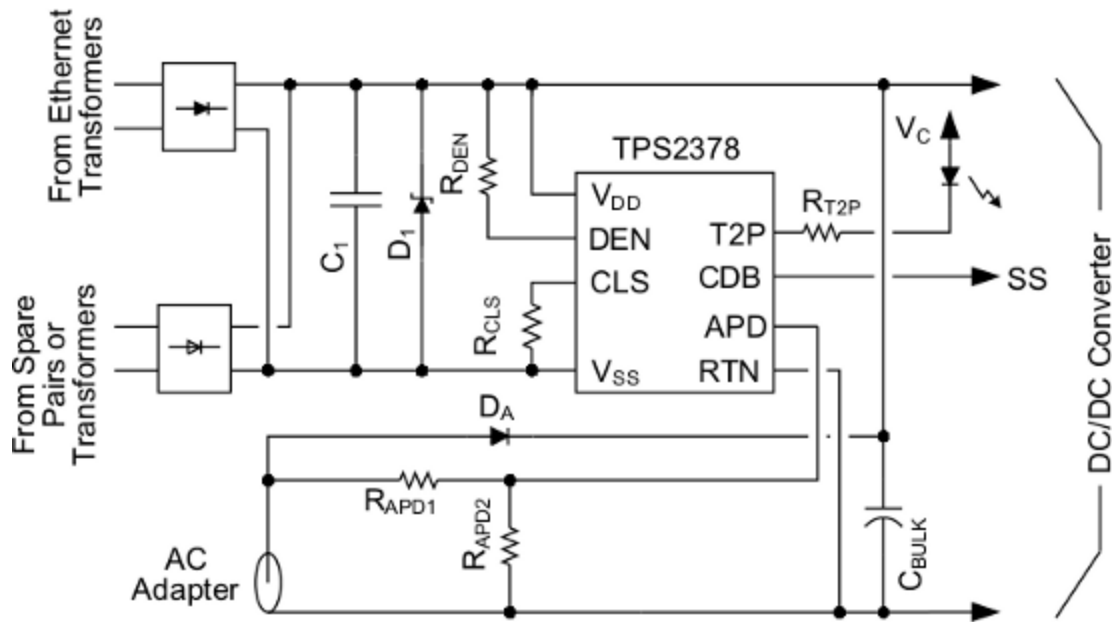 From Ethernet
Transformers
From Spare
Pairs or
Transformers
C1
D1
RDEN
RCLS
TPS2378
VDD
DEN
CLS
VSS
T2P
CDB
APD
RTN
RT2P
VC
SS
DC/DC Converter
DA
RAPD1
RAPD2
CBULK
AC
Adapter